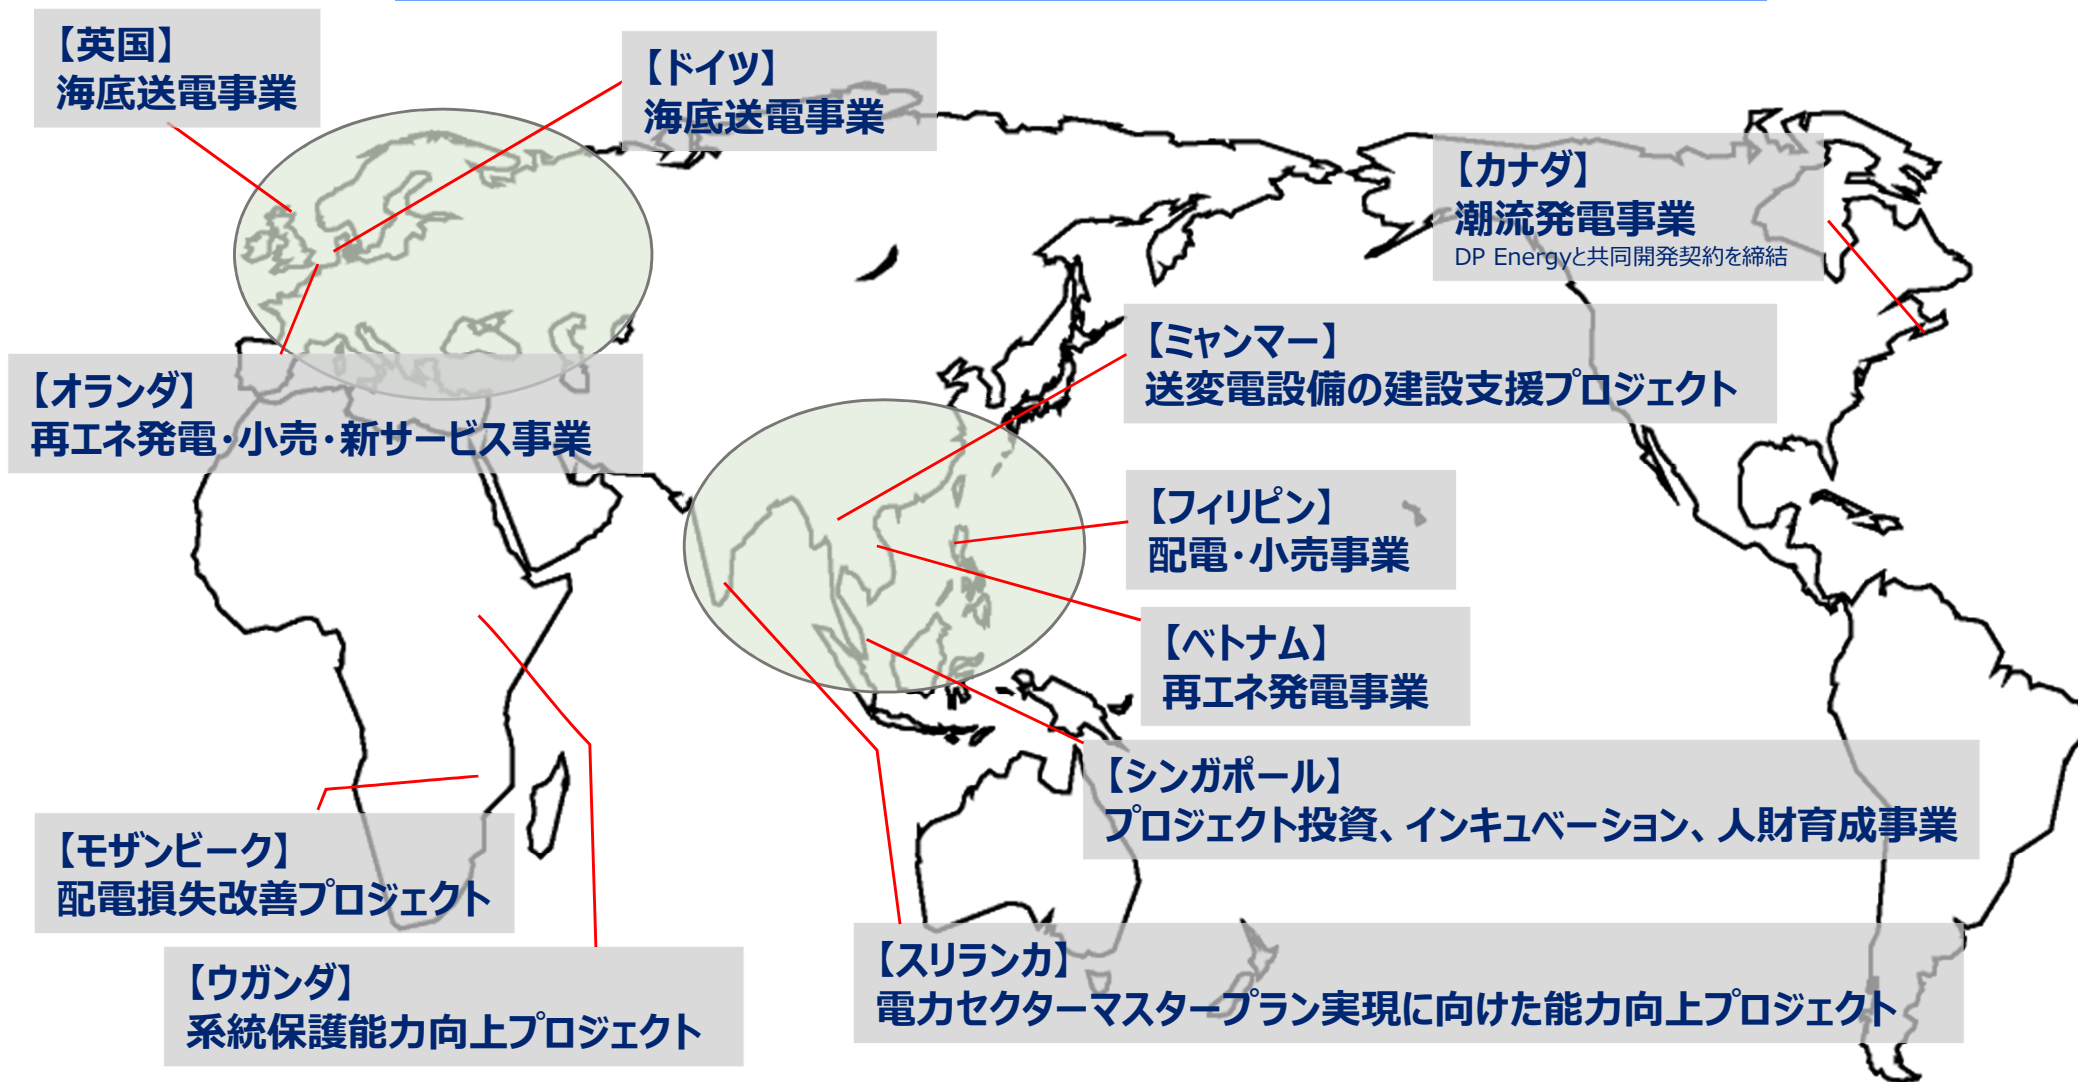 【英国】
海底送電事業
【ドイツ】
海底送電事業
【カナダ】
潮流発電事業
DP Energyと共同開発契約を締結
【オランダ】
再エネ発電・小売・新サービス事業
【ミャンマー】
送変電設備の建設支援プロジェクト
【フィリピン】
配電・小売事業
【ベトナム】
再エネ発電事業
【シンガポール】
プロジェクト投資、インキュベーション、人財育成事業
【モザンビーク】
配電損失改善プロジェクト
【ウガンダ】
系統保護能力向上プロジェクト
【スリランカ】
電力セクターマスタープラン実現に向けた能力向上プロジェクト